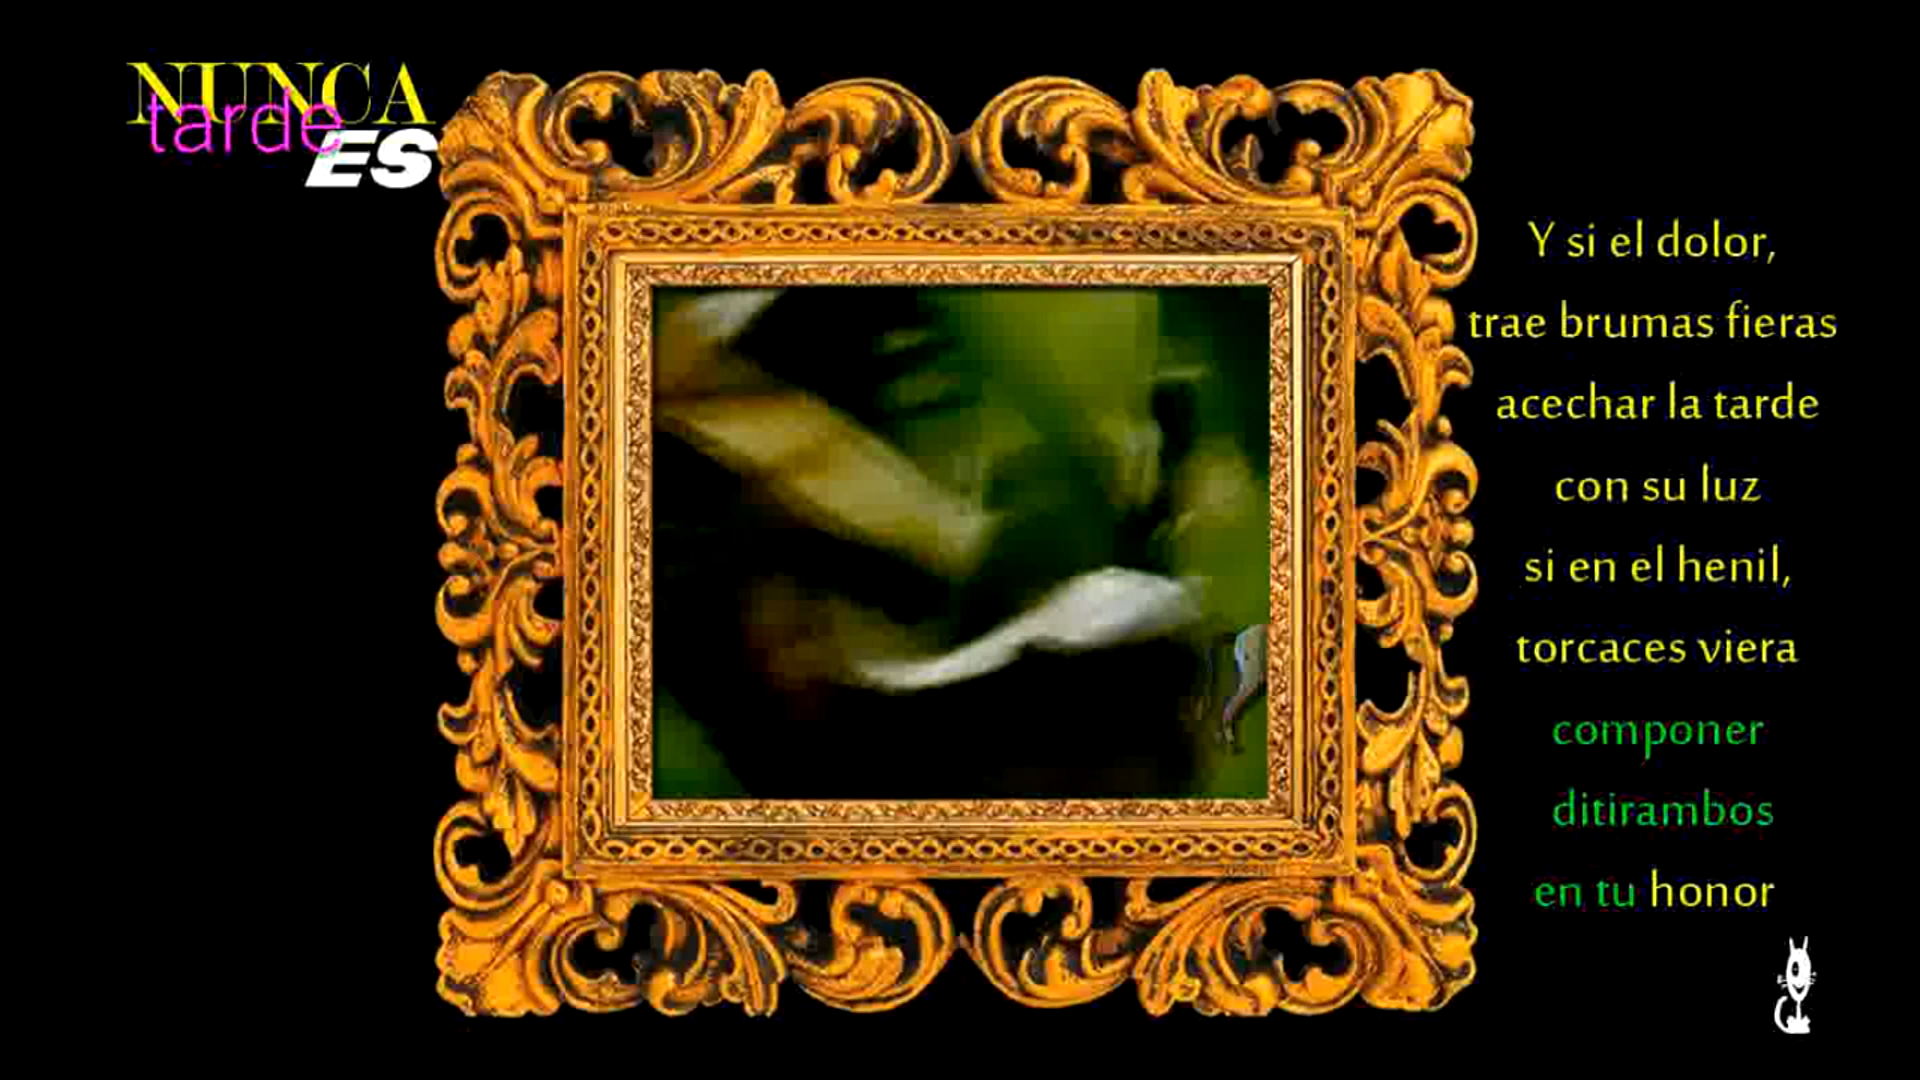 NUNCA
tarde
ES
Y si el dolor,
trae brumas fieras
acechar la tarde
con su luz
si en el henil,
torcaces viera
componer
ditirambos
en tu honor